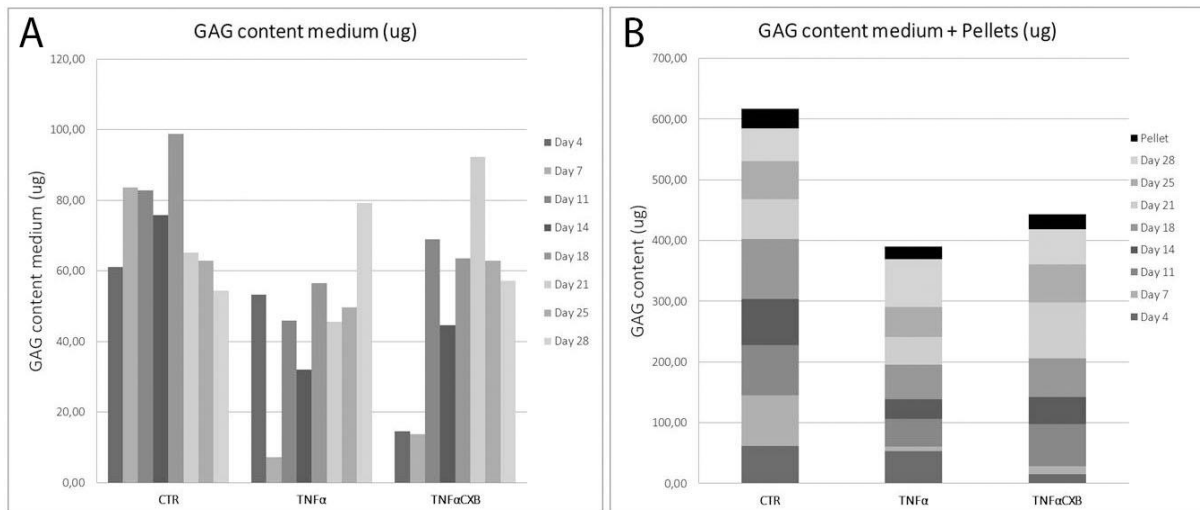 A
GAG content medium (ug)
120,00
100,00
80,00
60,00
40,00
20,00
0,00
GAG content medium (ug)
CTR
TNFα
TNFαCXB
Day 4
Day 7
Day 11
Day 14
Day 18
Day 21
Day 25
Day 28
B
GAG content medium + Pellets (ug)
700,00
600,00
500,00
400,00
300,00
200,00
100,00
0,00
GAG content (ug)
CTR
TNFα
TNFαCXB
Pellet
Day 28
Day 25
Day 21
Day 18
Day 14
Day 11
Day 7
Day 4